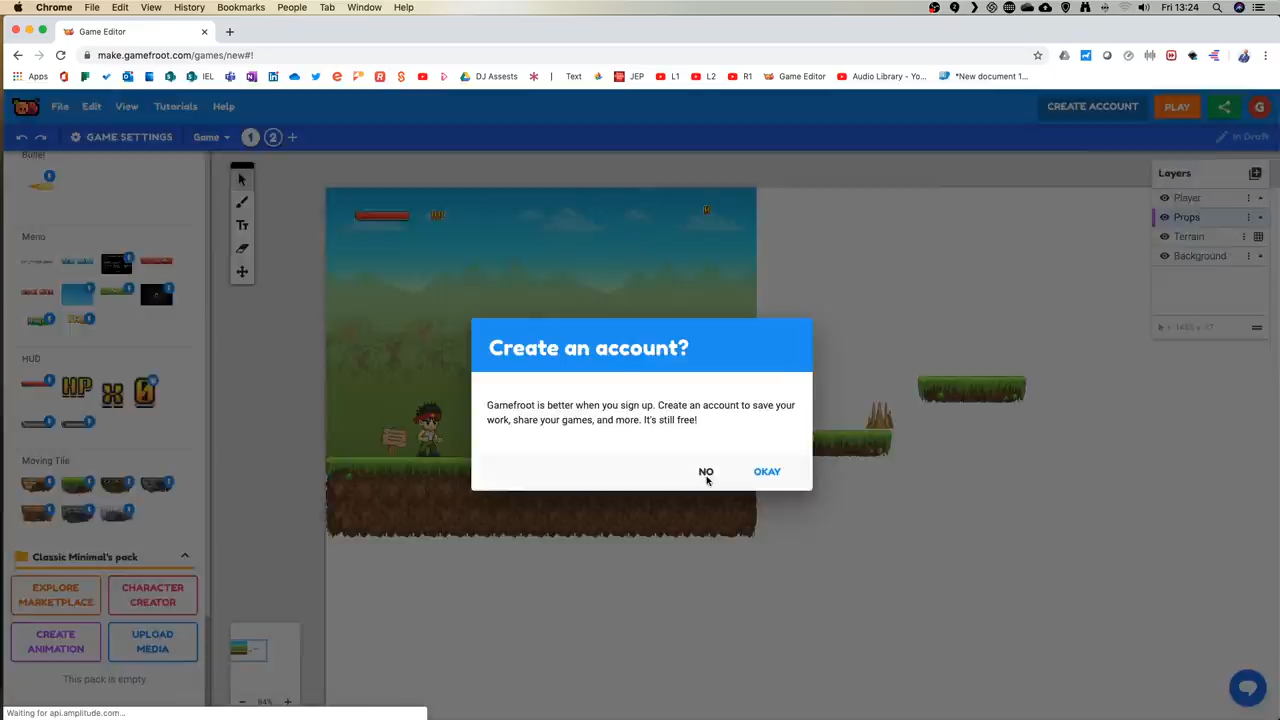 Chrome File Edit View History Bookmarks People Tab Window Help Fri 13:24
Game Editor
make.gamefroot.com/games/new#!
Apps IEL DJ Assests Text JEP L1 L2 R1 Game Editor Audio Library - Yo... *New document 1...
File Edit View Tutorials Help CREATE ACCOUNT PLAY G
GAME SETTINGS Game 1 2 + In Draft
Bullet
Layers
Player
Props
Terrain
Background
Menu
HUD
HP X 0
Moving Tile
Classic Minimal's pack
EXPLORE MARKETPLACE
CHARACTER CREATOR
CREATE ANIMATION
UPLOAD MEDIA
This pack is empty
Create an account?
Gamefroot is better when you sign up. Create an account to save your
work, share your games, and more. It's still free!
NO OKAY
84%
Waiting for api.amplitude.com...